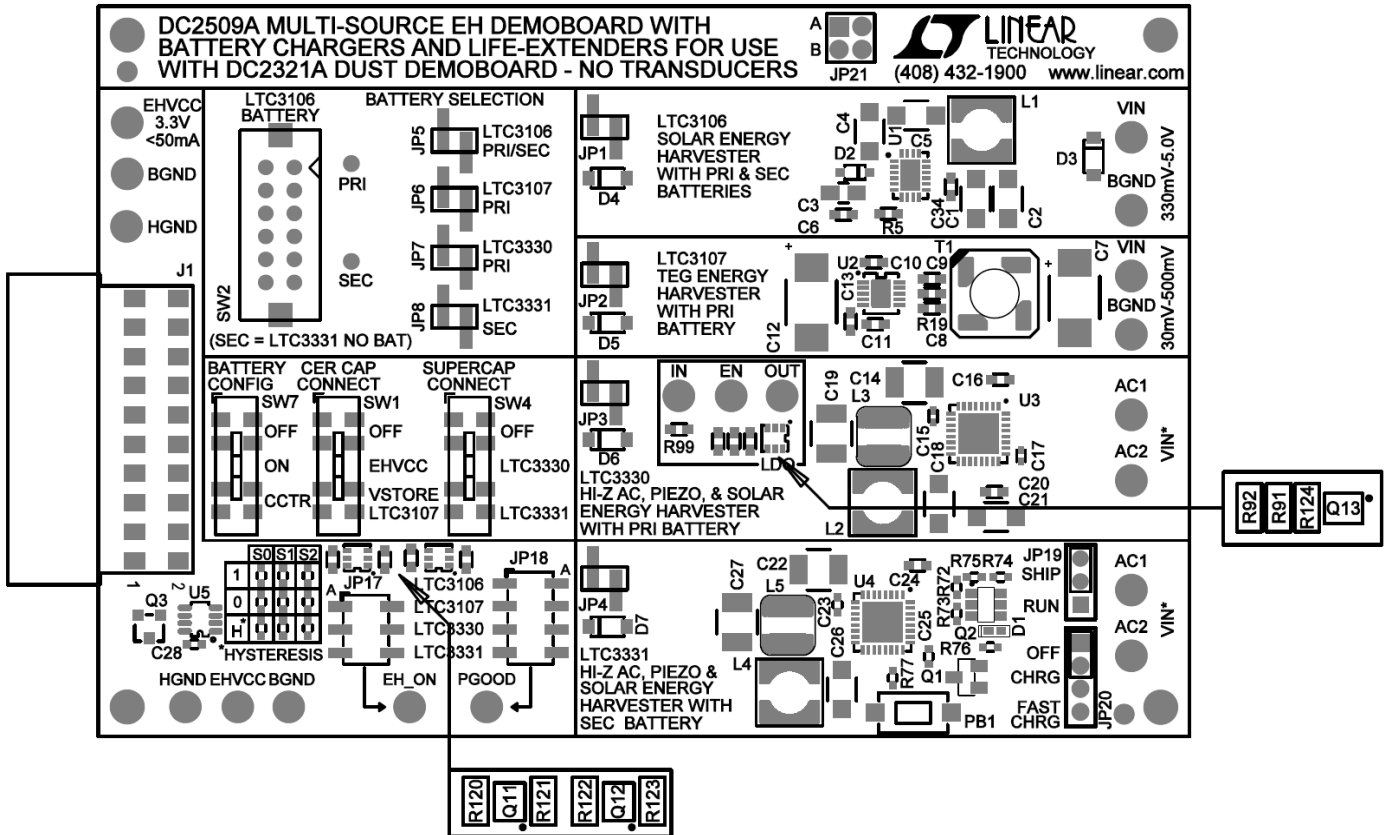 DC2509A MULTI-SOURCE EH DEMOBOARD WITH
BATTERY CHARGERS AND LIFE-EXTENDERS FOR USE
WITH DC2321A DUST DEMOBOARD - NO TRANSDUCERS
A
B
JP21
LINEAR
TECHNOLOGY
(408) 432-1900 www.linear.com
EHVCC
3.3V
<50mA
BGND
HGND
J1
1
2
LTC3106
BATTERY
SW2
PRI
SEC
(SEC = LTC3331 NO BAT)
BATTERY SELECTION
JP5
LTC3106
PRI/SEC
JP6
LTC3107
PRI
JP7
LTC3330
PRI
JP8
LTC3331
SEC
JP1
D4
LTC3106
SOLAR ENERGY
HARVESTER
WITH PRI & SEC
BATTERIES
C4
U1
C5
L1
D2
C3
C6
R5
C34
C1
C2
D3
VIN
BGND
330mV-5.0V
JP2
D5
LTC3107
TEG ENERGY
HARVESTER
WITH PRI
BATTERY
+
C12
U2
C13
C10
C11
C9
R19
C8
T1
+
C7
VIN
BGND
30mV-500mV
BATTERY
CONFIG
SW7
OFF
ON
CCTR
CER CAP
CONNECT
SW1
OFF
EHVCC
VSTORE
LTC3107
SUPERCAP
CONNECT
SW4
OFF
LTC3330
LTC3331
JP3
D6
IN EN OUT
R99
LDO
LTC3330
HI-Z AC, PIEZO, & SOLAR
ENERGY HARVESTER
WITH PRI BATTERY
C19
C14
L3
C15
C16
U3
C17
C18
C20
C21
L2
AC1
AC2
VIN*
R92
R91
R124
Q13
Q3
U5
C28
S0 S1 S2
1
0
H*
*HYSTERESIS
JP17
A
JP18
A
LTC3106
LTC3107
LTC3330
LTC3331
HGND EHVCC BGND
EH_ON
PGOOD
JP4
D7
LTC3331
HI-Z AC, PIEZO &
SOLAR ENERGY
HARVESTER WITH
SEC BATTERY
C27
C22
L5
C23
U4
C24
C25
C26
L4
R75 R74
R72
R73
Q2
D1
R76
R77
Q1
PB1
JP19
SHIP
RUN
OFF
CHRG
FAST
CHRG
JP20
AC1
AC2
VIN*
R120
Q11
R121
R122
Q12
R123